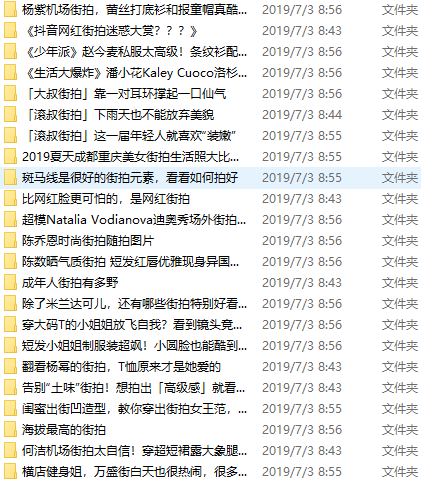 杨紫机场街拍，蕾丝打底衫和报童帽真酷... 2019/7/3 8:56 文件夹
《抖音网红街拍迷惑大赏？？？》 2019/7/3 8:43 文件夹
《少年派》赵今麦私服太高级！条纹衫配... 2019/7/3 8:56 文件夹
《生活大爆炸》潘小花Kaley Cuoco洛杉... 2019/7/3 8:56 文件夹
「大叔街拍」靠一对耳环撑起一口仙气 2019/7/3 8:56 文件夹
「滚叔街拍」下雨天也不能放弃美貌 2019/7/3 8:44 文件夹
「滚叔街拍」这一届年轻人就喜欢“装嫩” 2019/7/3 8:55 文件夹
2019夏天成都重庆美女街拍生活照大比... 2019/7/3 8:55 文件夹
斑马线是很好的街拍元素，看看如何拍好 2019/7/3 8:55 文件夹
比网红脸更可怕的，是网红街拍 2019/7/3 8:43 文件夹
超模Natalia Vodianova迪奥秀场外街拍... 2019/7/3 8:56 文件夹
陈乔恩时尚街拍随拍图片 2019/7/3 8:56 文件夹
陈数晒气质街拍 短发红唇优雅现身异国... 2019/7/3 8:56 文件夹
成年人街拍有多野 2019/7/3 8:43 文件夹
除了米兰达可儿，还有哪些街拍特别好看... 2019/7/3 8:56 文件夹
穿大码T的小姐姐放飞自我？看到镜头竟... 2019/7/3 8:56 文件夹
短发小姐姐制服装超飒！小圆脸也能酷到... 2019/7/3 8:56 文件夹
翻看杨幂的街拍，T恤原来才是她爱的 2019/7/3 8:43 文件夹
告别“土味”街拍！想拍出「高级感」就看... 2019/7/3 8:43 文件夹
闺蜜出街凹造型，教你穿出街拍女王范，... 2019/7/3 8:55 文件夹
海拔最高的街拍 2019/7/3 8:56 文件夹
何洁机场街拍太自信！穿超短裙露大象腿... 2019/7/3 8:43 文件夹
横店健身姐，万盛街白天也很热闹，很多... 2019/7/3 8:55 文件夹